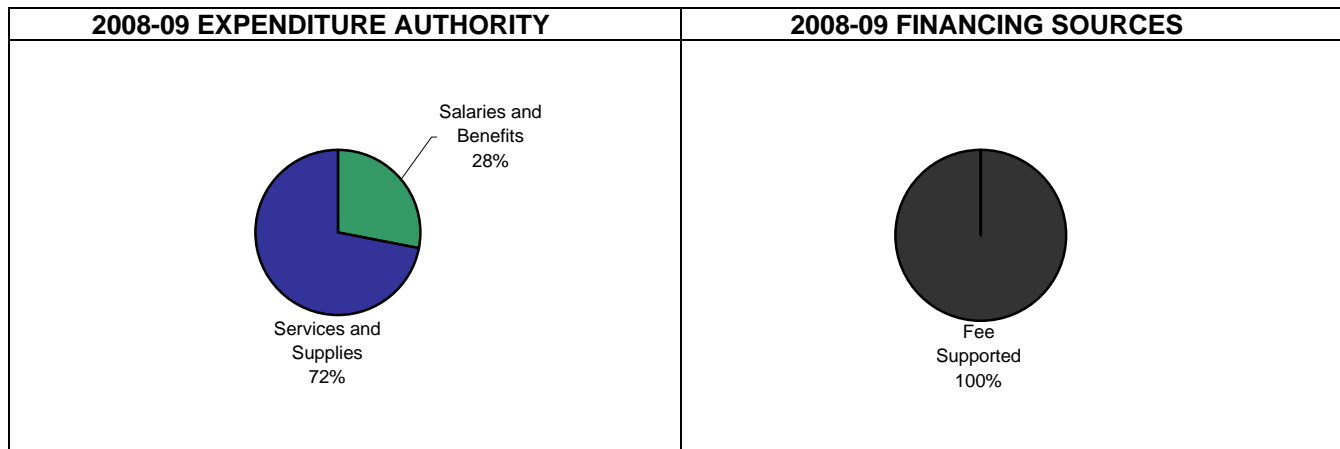 2008-09 EXPENDITURE AUTHORITY
Salaries and
Benefits
28%
Services and
Supplies
72%
2008-09 FINANCING SOURCES
Fee
Supported
100%